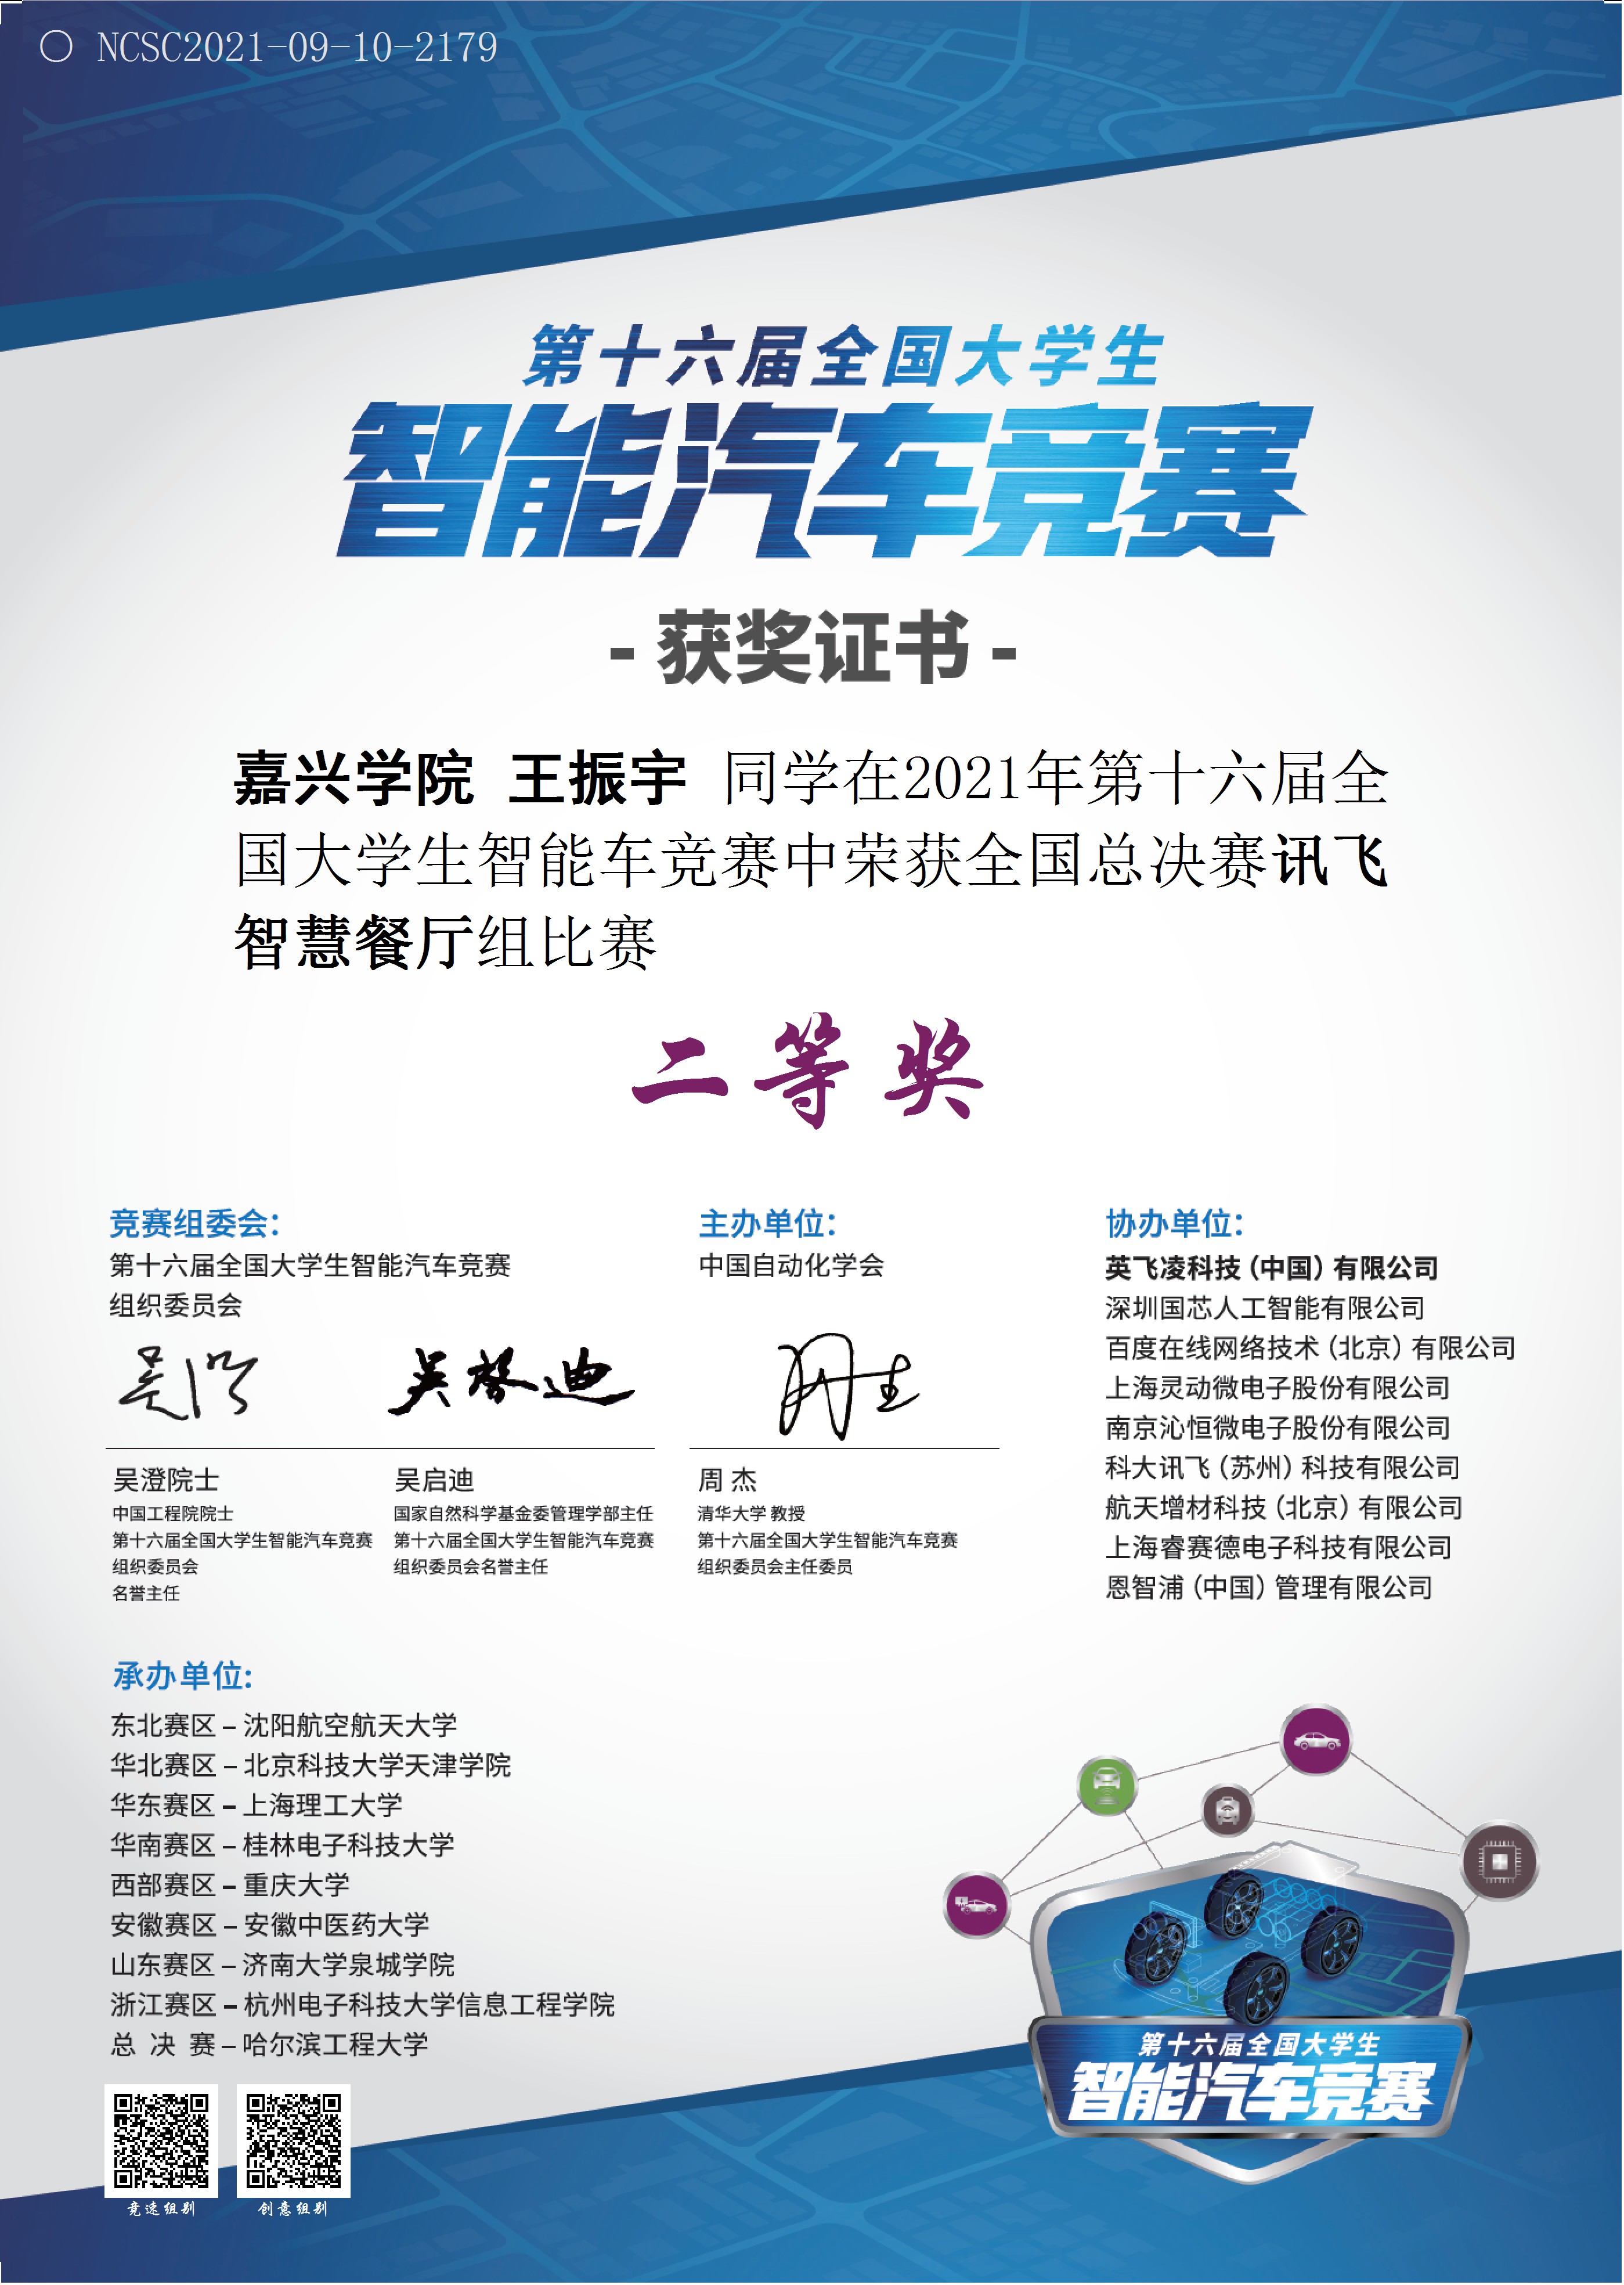 ○ NCSC2021-09-10-2179
第十六届全国大学生
智能汽车竞赛
- 获奖证书 -
嘉兴学院 王振宇 同学在2021年第十六届全
国大学生智能车竞赛中荣获全国总决赛讯飞
智慧餐厅组比赛
二等奖
竞赛组委会：
第十六届全国大学生智能汽车竞赛
组织委员会
吴澄
吴启迪
吴澄院士
中国工程院院士
第十六届全国大学生智能汽车竞赛
组织委员会
名誉主任
吴启迪
国家自然科学基金委管理学部主任
第十六届全国大学生智能汽车竞赛
组织委员会名誉主任
主办单位：
中国自动化学会
周 杰
清华大学 教授
第十六届全国大学生智能汽车竞赛
组织委员会主任委员
协办单位：
英飞凌科技（中国）有限公司
深圳国芯人工智能有限公司
百度在线网络技术（北京）有限公司
上海灵动微电子股份有限公司
南京沁恒微电子股份有限公司
科大讯飞（苏州）科技有限公司
航天增材科技（北京）有限公司
上海睿赛德电子科技有限公司
恩智浦（中国）管理有限公司
承办单位:
东北赛区 – 沈阳航空航天大学
华北赛区 – 北京科技大学天津学院
华东赛区 – 上海理工大学
华南赛区 – 桂林电子科技大学
西部赛区 – 重庆大学
安徽赛区 – 安徽中医药大学
山东赛区 – 济南大学泉城学院
浙江赛区 – 杭州电子科技大学信息工程学院
总 决 赛 – 哈尔滨工程大学
竞速组别
创意组别
第十六届全国大学生
智能汽车竞赛